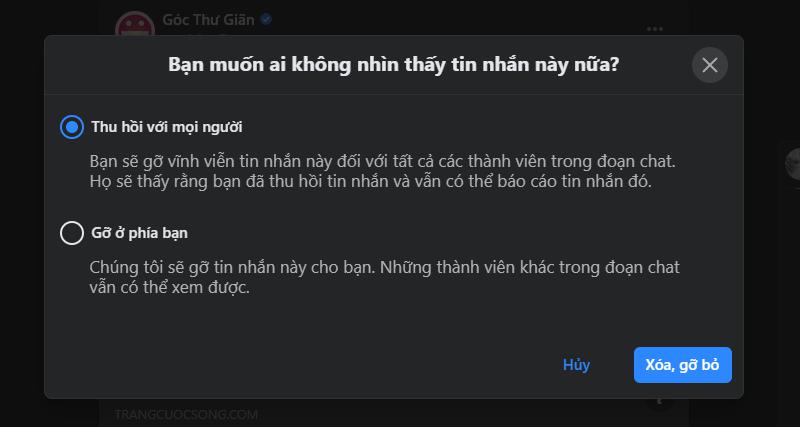 Góc Thư Giãn
Bạn muốn ai không nhìn thấy tin nhắn này nữa?
Thu hồi với mọi người
Bạn sẽ gỡ vĩnh viễn tin nhắn này đối với tất cả các thành viên trong đoạn chat.
Họ sẽ thấy rằng bạn đã thu hồi tin nhắn và vẫn có thể báo cáo tin nhắn đó.
Gỡ ở phía bạn
Chúng tôi sẽ gỡ tin nhắn này cho bạn. Những thành viên khác trong đoạn chat
vẫn có thể xem được.
Hủy
Xóa, gỡ bỏ
TRANGCUOCSONG.COM